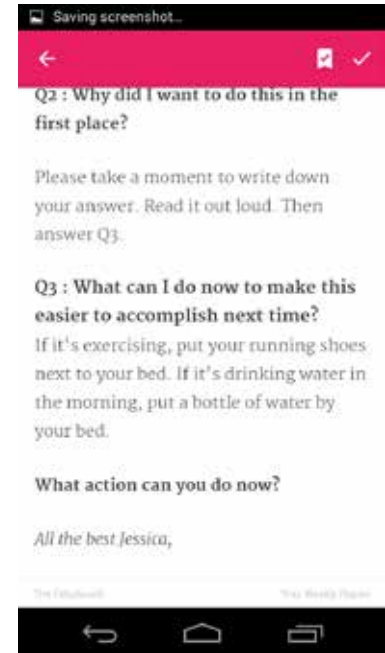 Saving screenshot...
Q2 : Why did I want to do this in the
first place?
Please take a moment to write down
your answer. Read it out loud. Then
answer Q3.
Q3 : What can I do now to make this
easier to accomplish next time?
If it's exercising, put your running shoes
next to your bed. If it's drinking water in
the morning, put a bottle of water by
your bed.
What action can you do now?
All the best Jessica,